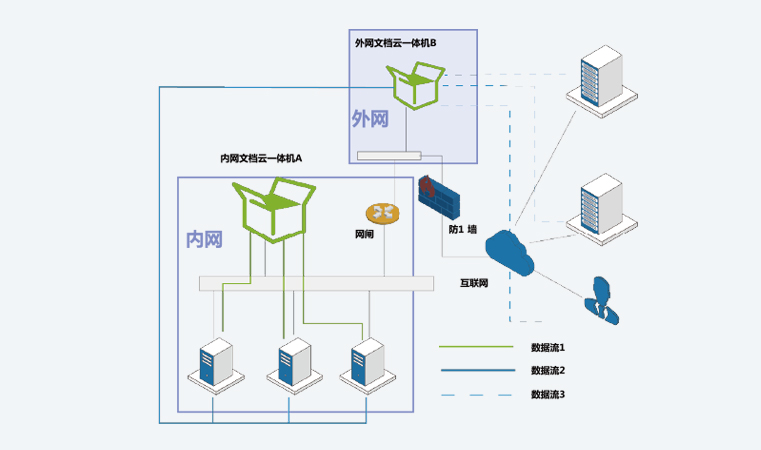 外网文档云一体机B
外网
内网文档云一体机A
内网
网闸
防1 墙
互联网
数据流1
数据流2
数据流3